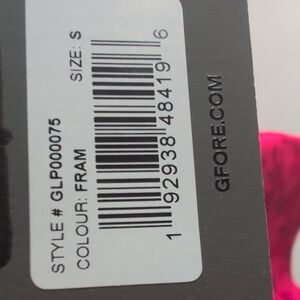 STYLE # GLP000075
SIZE: S
COLOUR: FRAM
1 92938 48419 6
GFORE.COM